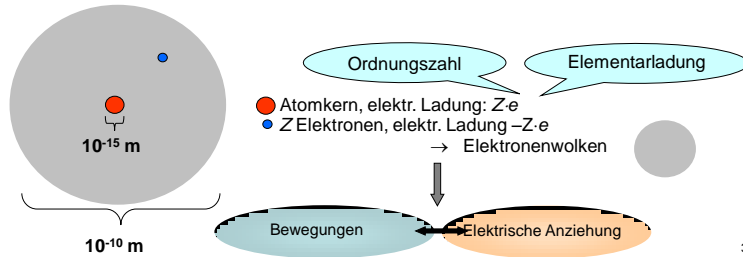 Ordnungszahl
Elementarladung
Atomkern, elektr. Ladung: Z·e
Z Elektronen, elektr. Ladung –Z·e
→ Elektronenwolken
10⁻¹⁵ m
Bewegungen
Elektrische Anziehung
10⁻¹⁰ m